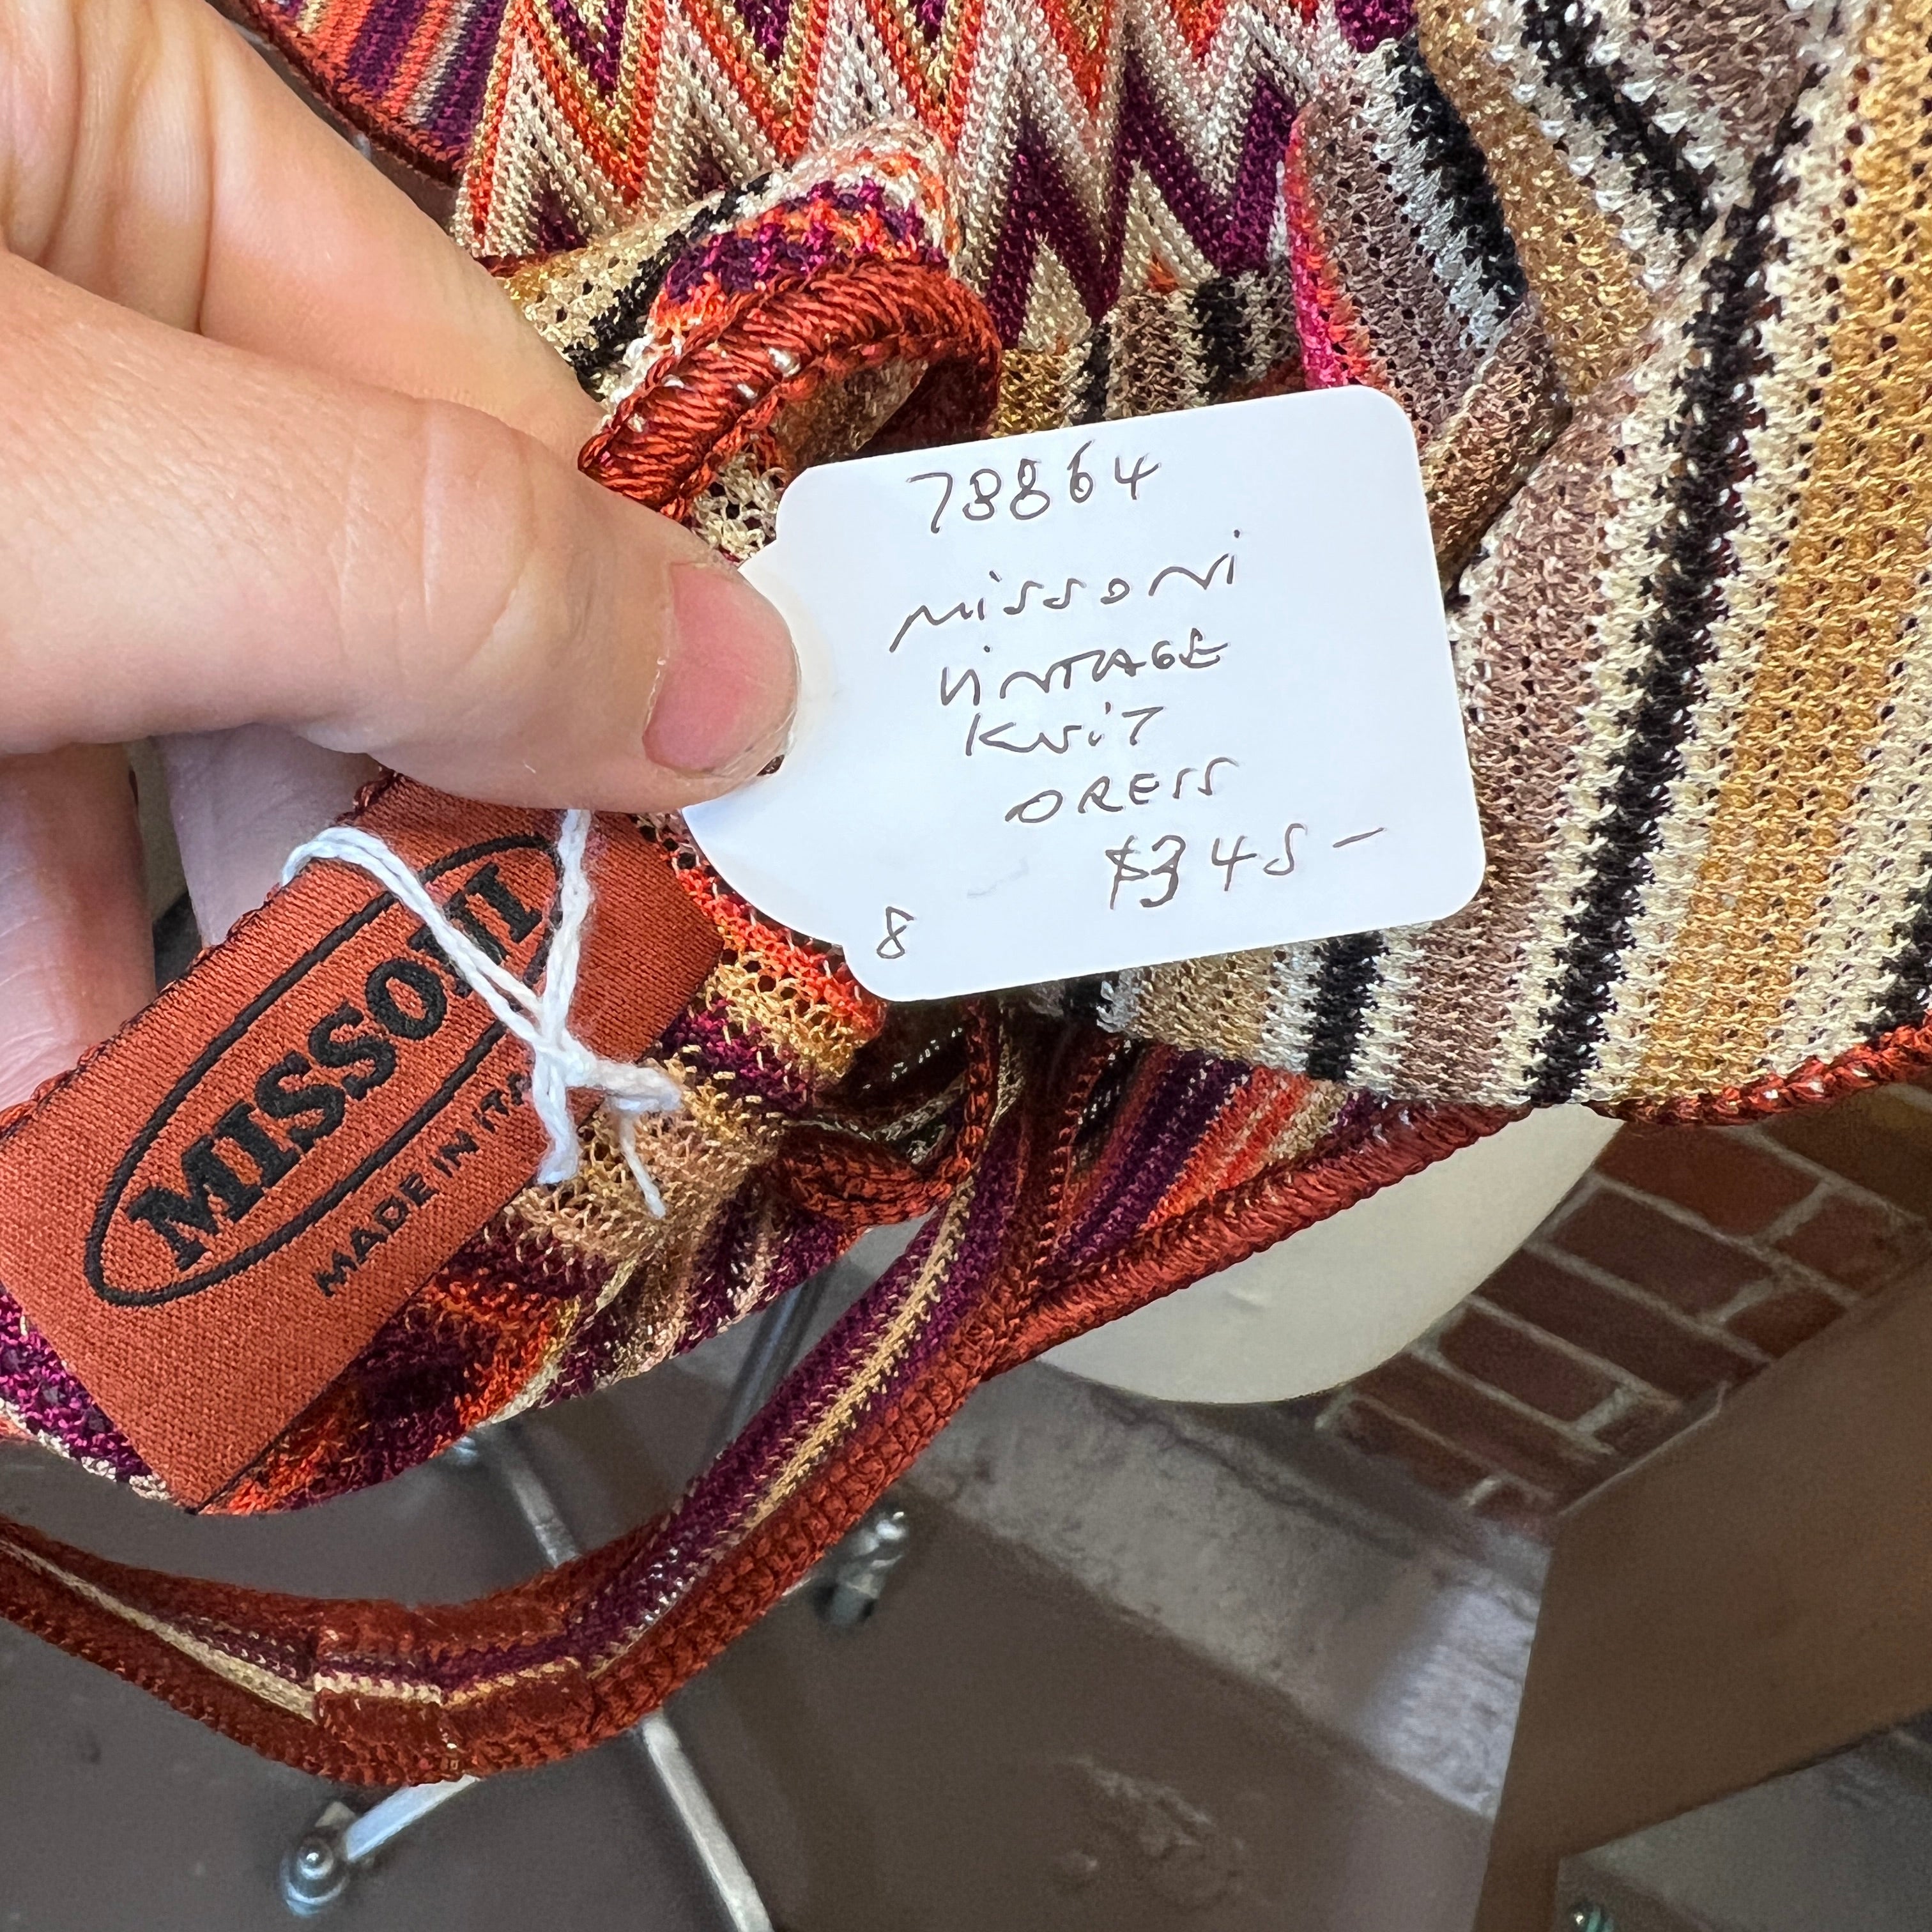 78864
Missoni
VINTAGE
KNIT
DRESS
$345-
8
MISSONI
MADE IN ITA